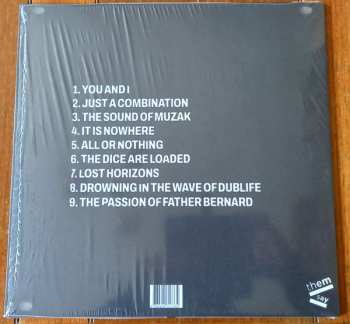 1. YOU AND I
2. JUST A COMBINATION
3. THE SOUND OF MUZAK
4. IT IS NOWHERE
5. ALL OR NOTHING
6. THE DICE ARE LOADED
7. LOST HORIZONS
8. DROWNING IN THE WAVE OF DUBLIFE
9. THE PASSION OF FATHER BERNARD
them
say